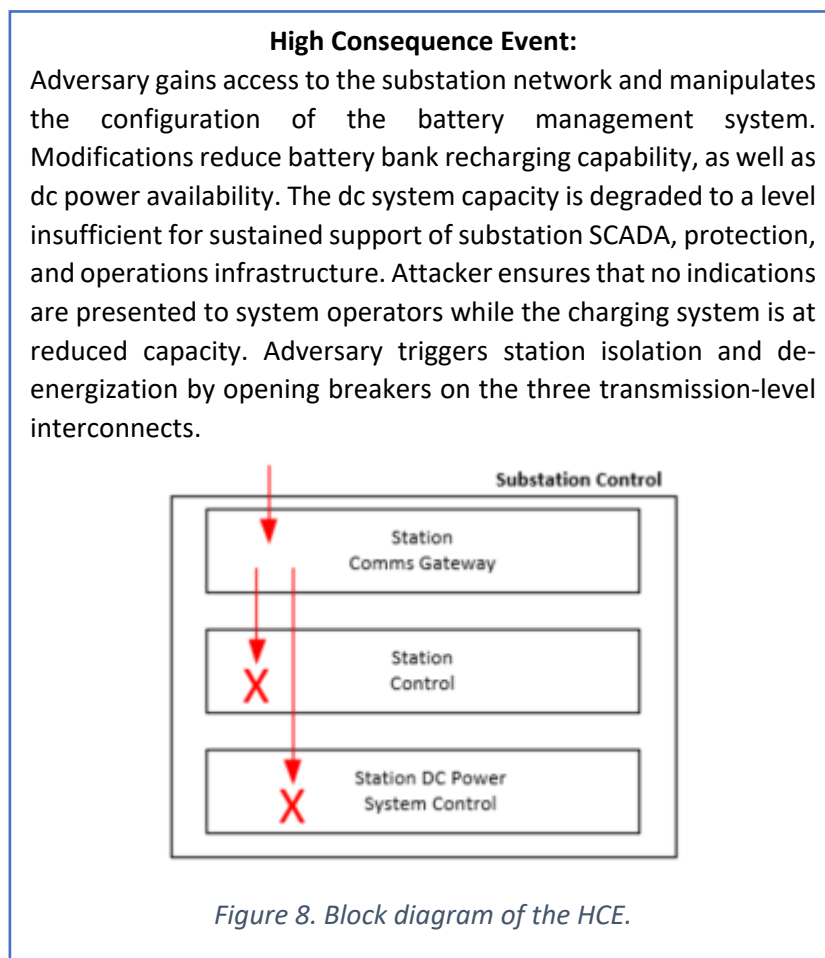 High Consequence Event:
Adversary gains access to the substation network and manipulates
the configuration of the battery management system.
Modifications reduce battery bank recharging capability, as well as
dc power availability. The dc system capacity is degraded to a level
insufficient for sustained support of substation SCADA, protection,
and operations infrastructure. Attacker ensures that no indications
are presented to system operators while the charging system is at
reduced capacity. Adversary triggers station isolation and de-
energization by opening breakers on the three transmission-level
interconnects.
Substation Control
Station
Comms Gateway
Station
Control
X
Station DC Power
System Control
X
Figure 8. Block diagram of the HCE.